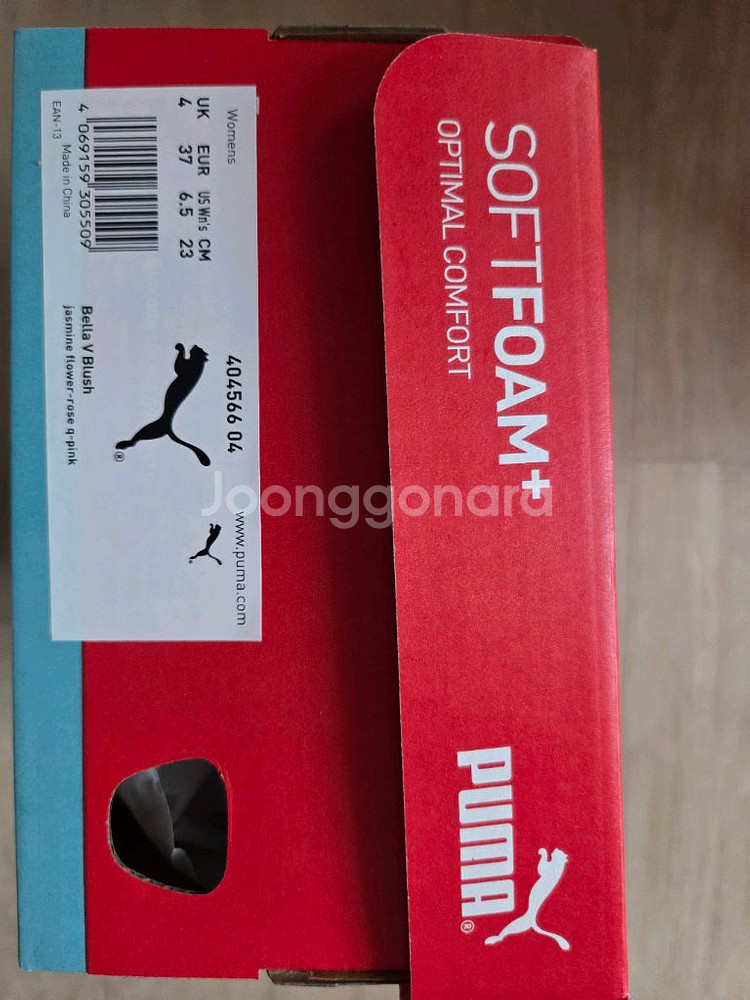 SOFTFOAM+
OPTIMAL COMFORT
PUMA®
Womens
404566 04
www.puma.com
UK EUR US Wn's CM
4 37 6.5 23
®
®
4 069159 305509
EAN-13 Made in China
Bella V Blush
jasmine flower-rose q-pink
Joonggonara